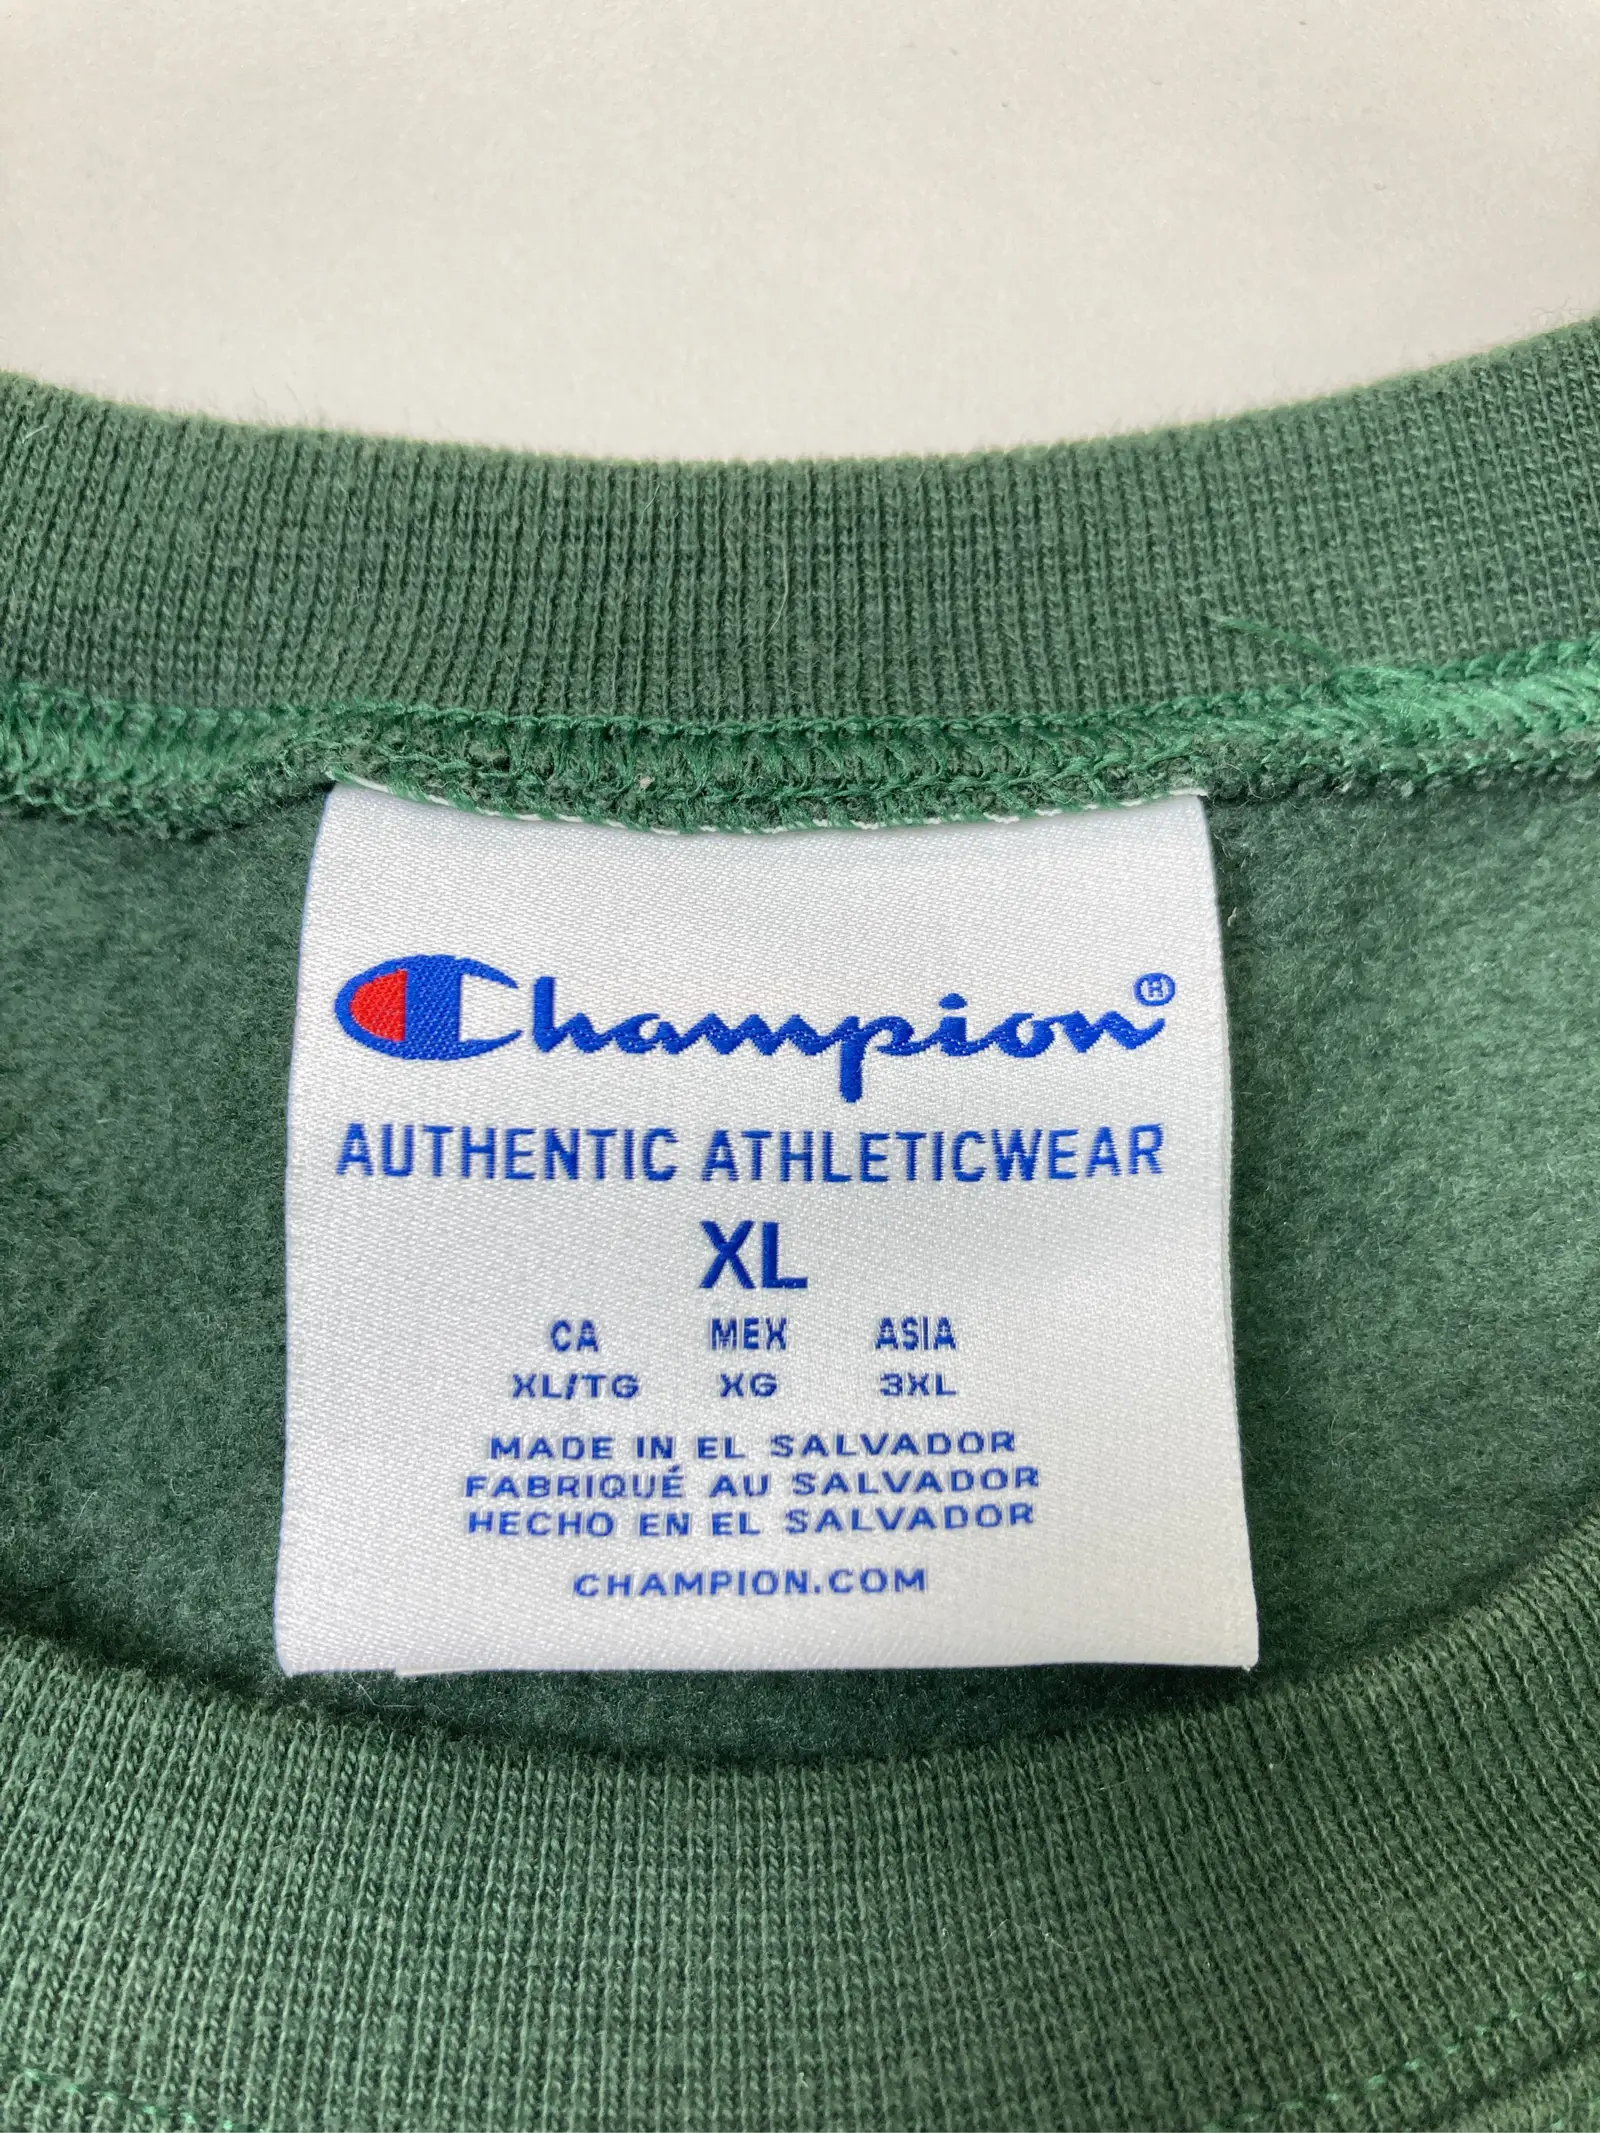 Champion®
AUTHENTIC ATHLETICWEAR
XL
CA MEX ASIA
XL/TG XG 3XL
MADE IN EL SALVADOR
FABRIQUÉ AU SALVADOR
HECHO EN EL SALVADOR
CHAMPION.COM